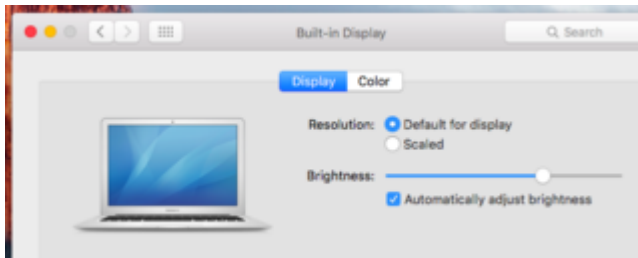 Built-in Display
Search
Display Color
Resolution: Default for display
Scaled
Brightness:
Automatically adjust brightness